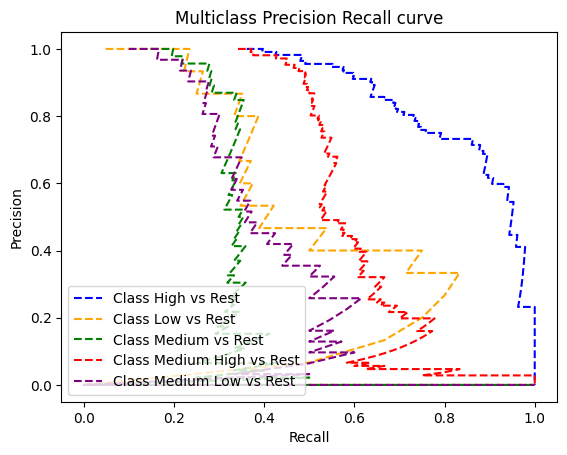 Multiclass Precision Recall curve
Precision
1.0
0.8
0.6
0.4
0.2
0.0
Class High vs Rest
Class Low vs Rest
Class Medium vs Rest
Class Medium High vs Rest
Class Medium Low vs Rest
0.0 0.2 0.4 0.6 0.8 1.0
Recall